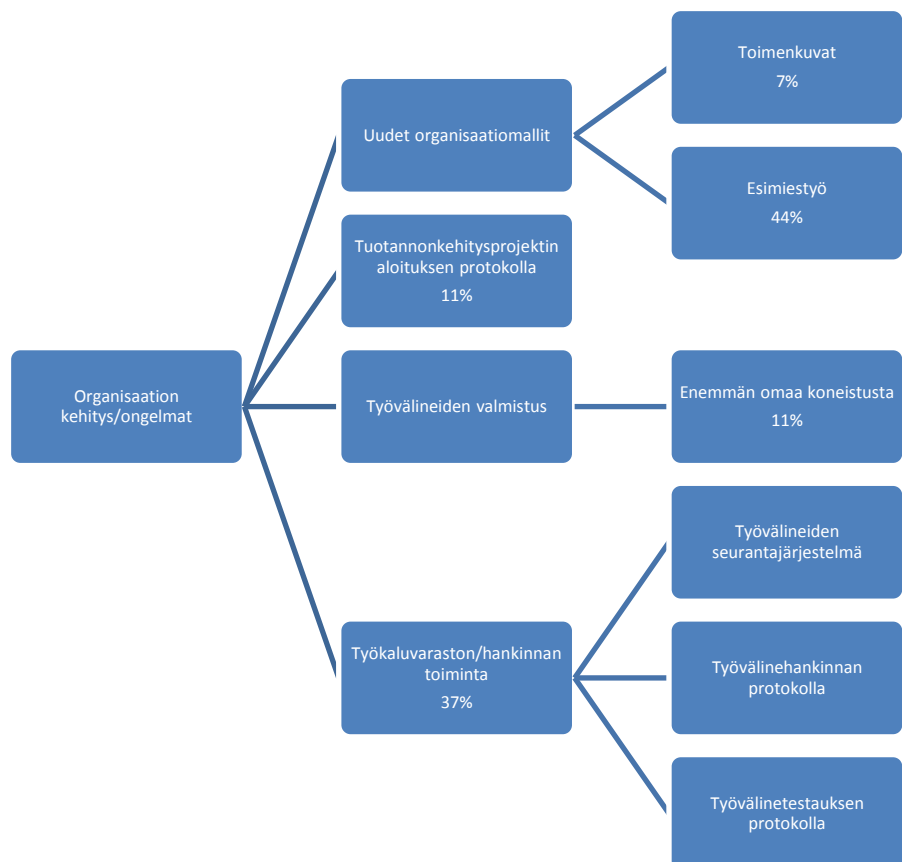 Organisaation
kehitys/ongelmat
Uudet organisaatiomallit
Toimenkuvat
7%
Esimiestyö
44%
Tuotannonkehitysprojektin
aloituksen protokolla
11%
Työvälineiden valmistus
Enemmän omaa koneistusta
11%
Työkaluvaraston/hankinnan
toiminta
37%
Työvälineiden
seurantajärjestelmä
Työvälinehankinnan
protokolla
Työvälinetestauksen
protokolla